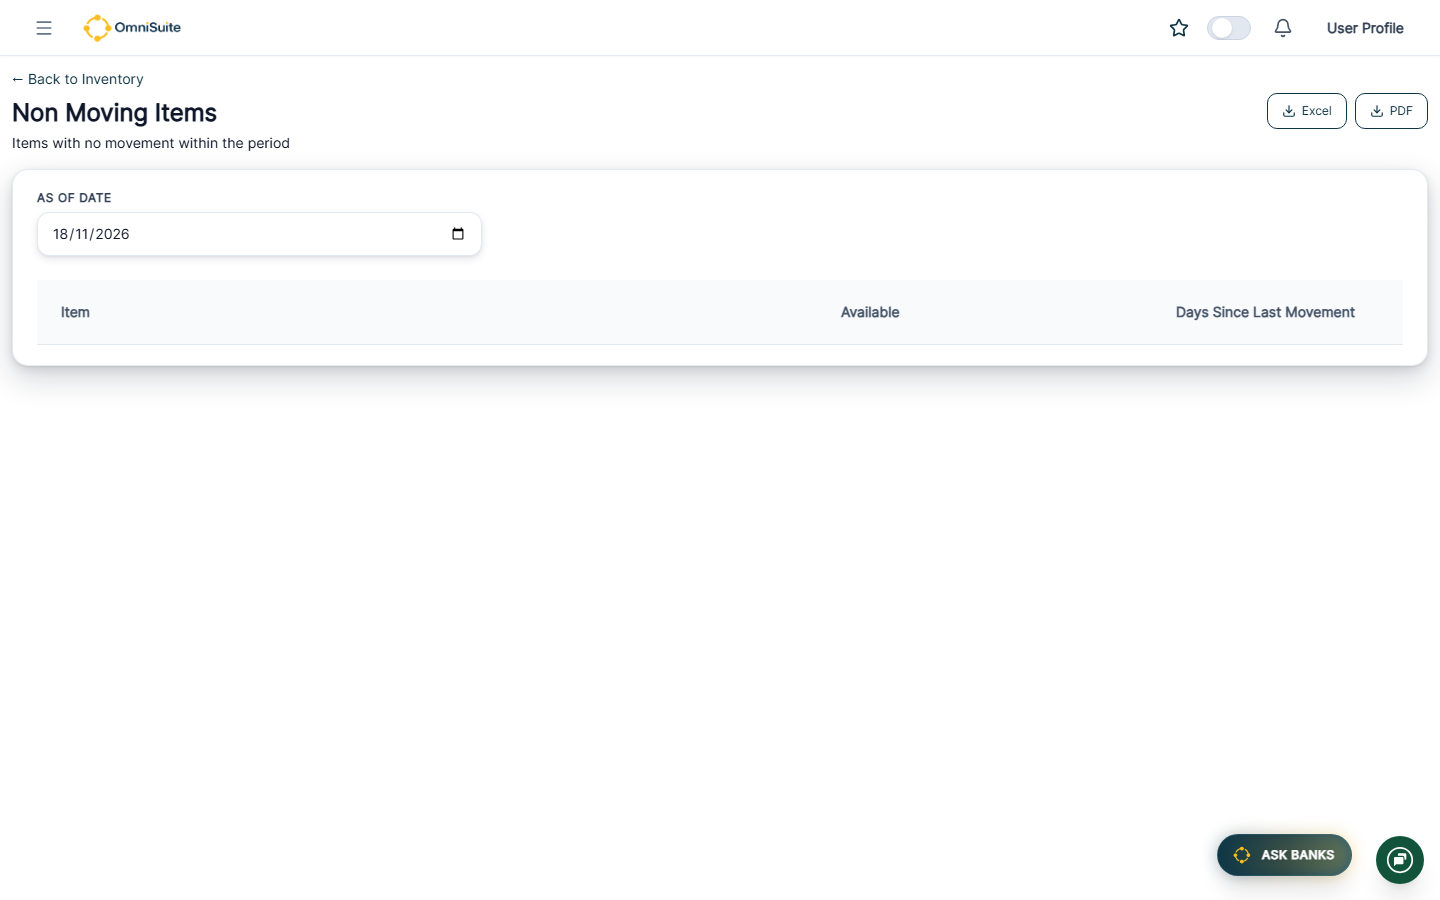 OmniSuite
User Profile
← Back to Inventory
Non Moving Items
Items with no movement within the period
Excel
PDF
AS OF DATE
18/11/2026
Item Available Days Since Last Movement
ASK BANKS